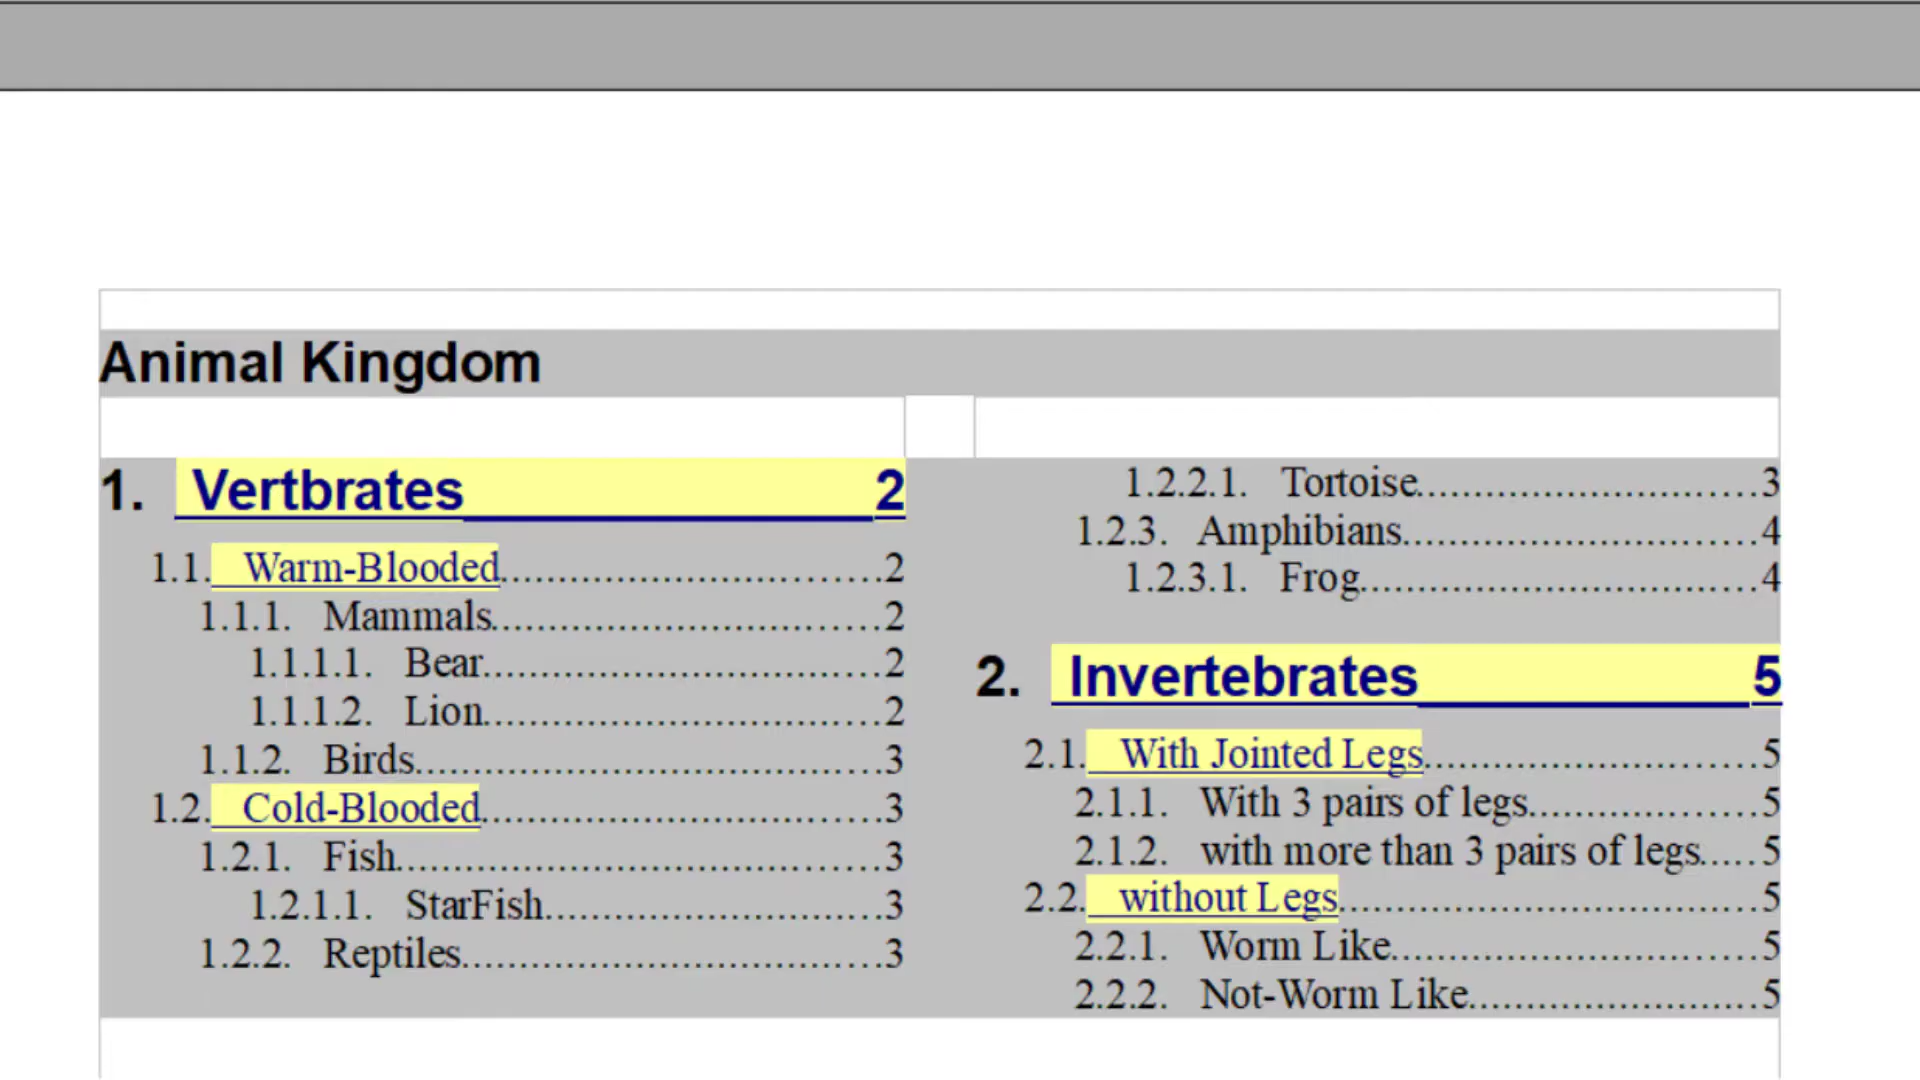 Animal Kingdom
1. Vertbrates 2
1.1. Warm-Blooded........................................2
1.1.1. Mammals........................................2
1.1.1.1. Bear........................................2
1.1.1.2. Lion........................................2
1.1.2. Birds........................................3
1.2. Cold-Blooded........................................3
1.2.1. Fish........................................3
1.2.1.1. StarFish........................................3
1.2.2. Reptiles........................................3
1.2.2.1. Tortoise........................................3
1.2.3. Amphibians........................................4
1.2.3.1. Frog........................................4
2. Invertebrates 5
2.1. With Jointed Legs........................................5
2.1.1. With 3 pairs of legs........................................5
2.1.2. with more than 3 pairs of legs.....5
2.2. without Legs........................................5
2.2.1. Worm Like........................................5
2.2.2. Not-Worm Like........................................5